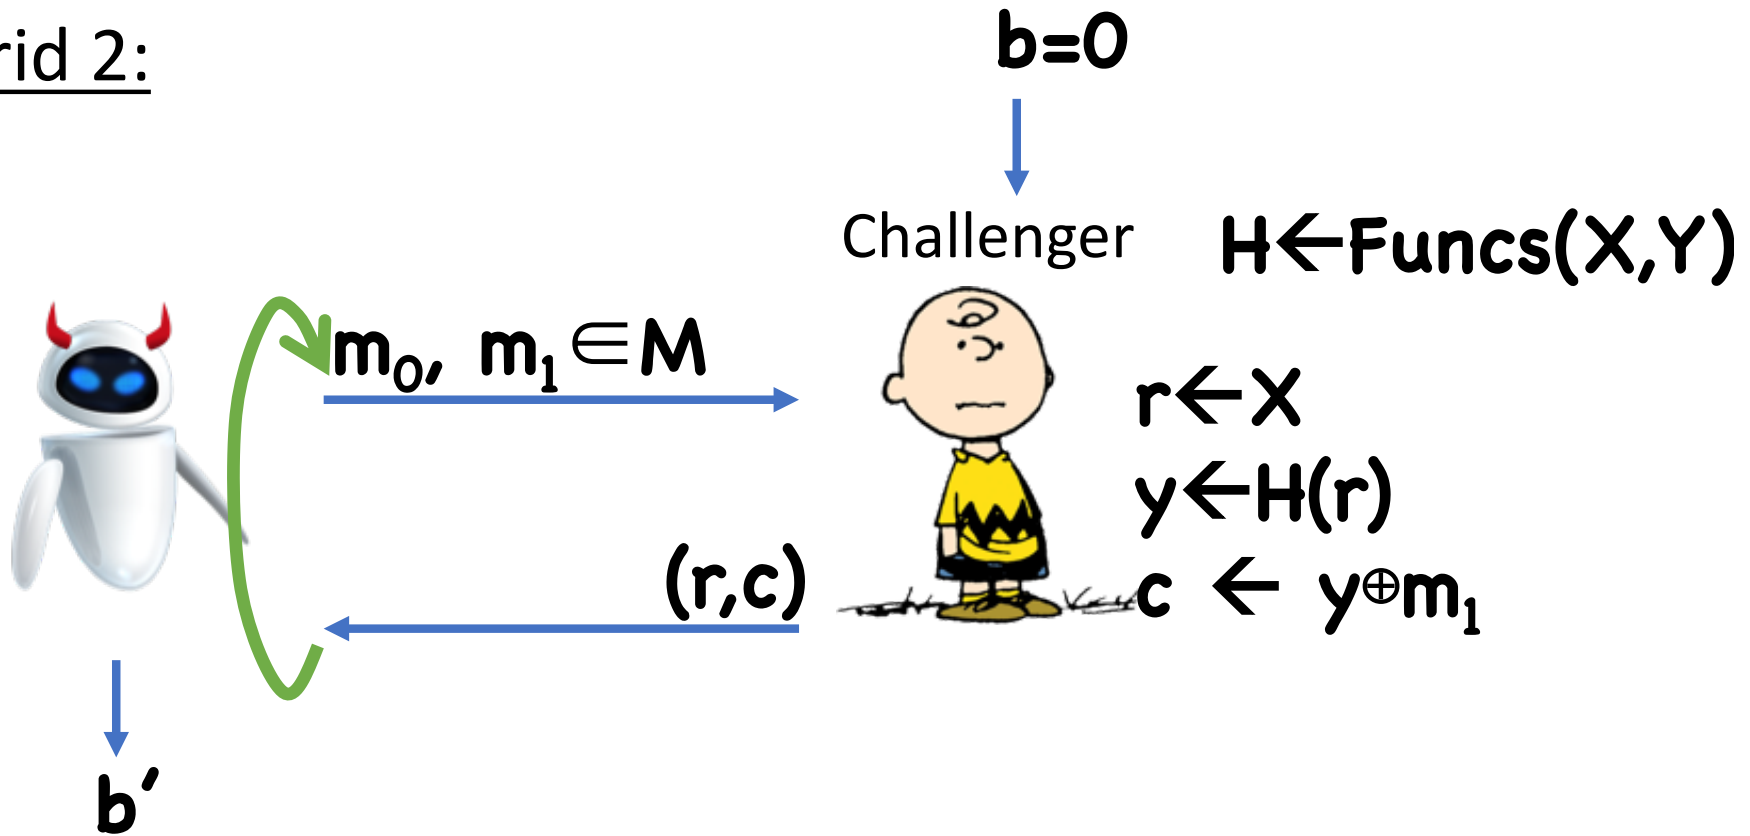 rid 2:
b=0
Challenger
H←Funcs(X,Y)
m₀, m₁∈M
r←X
y←H(r)
(r,c)
c ← y⊕m₁
b′